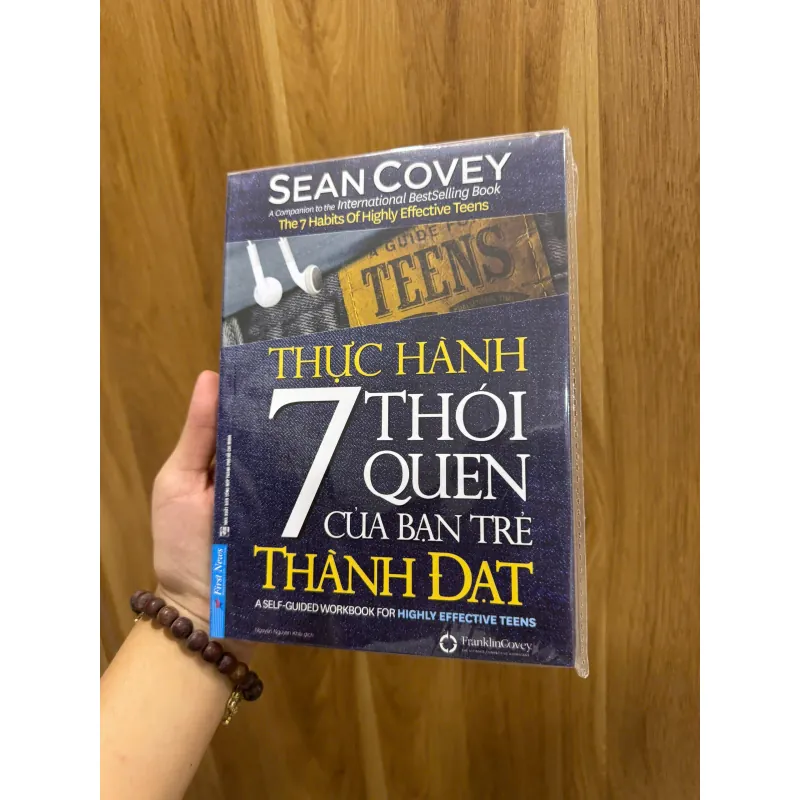 SEAN COVEY
A Companion to the International BestSelling Book
The 7 Habits Of Highly Effective Teens
A GUIDE FO
TEENS
THỰC HÀNH
7 THÓI
QUEN
CỦA BẠN TRẺ
THÀNH ĐẠT
A SELF-GUIDED WORKBOOK FOR HIGHLY EFFECTIVE TEENS
FranklinCovey
First News